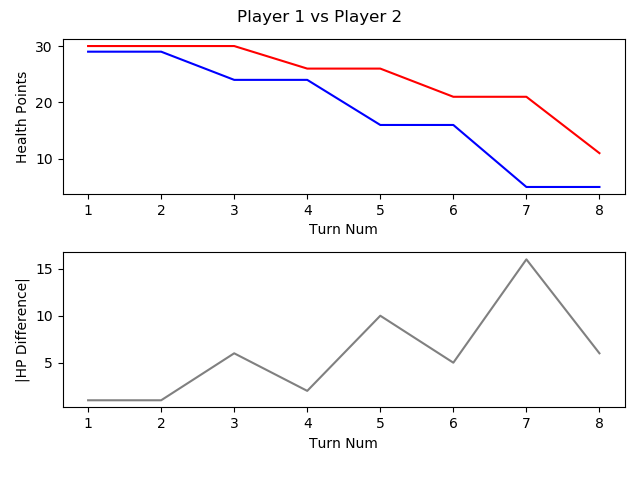 Player 1 vs Player 2
Health Points
30
20
10
1 2 3 4 5 6 7 8
Turn Num
|HP Difference|
15
10
5
1 2 3 4 5 6 7 8
Turn Num